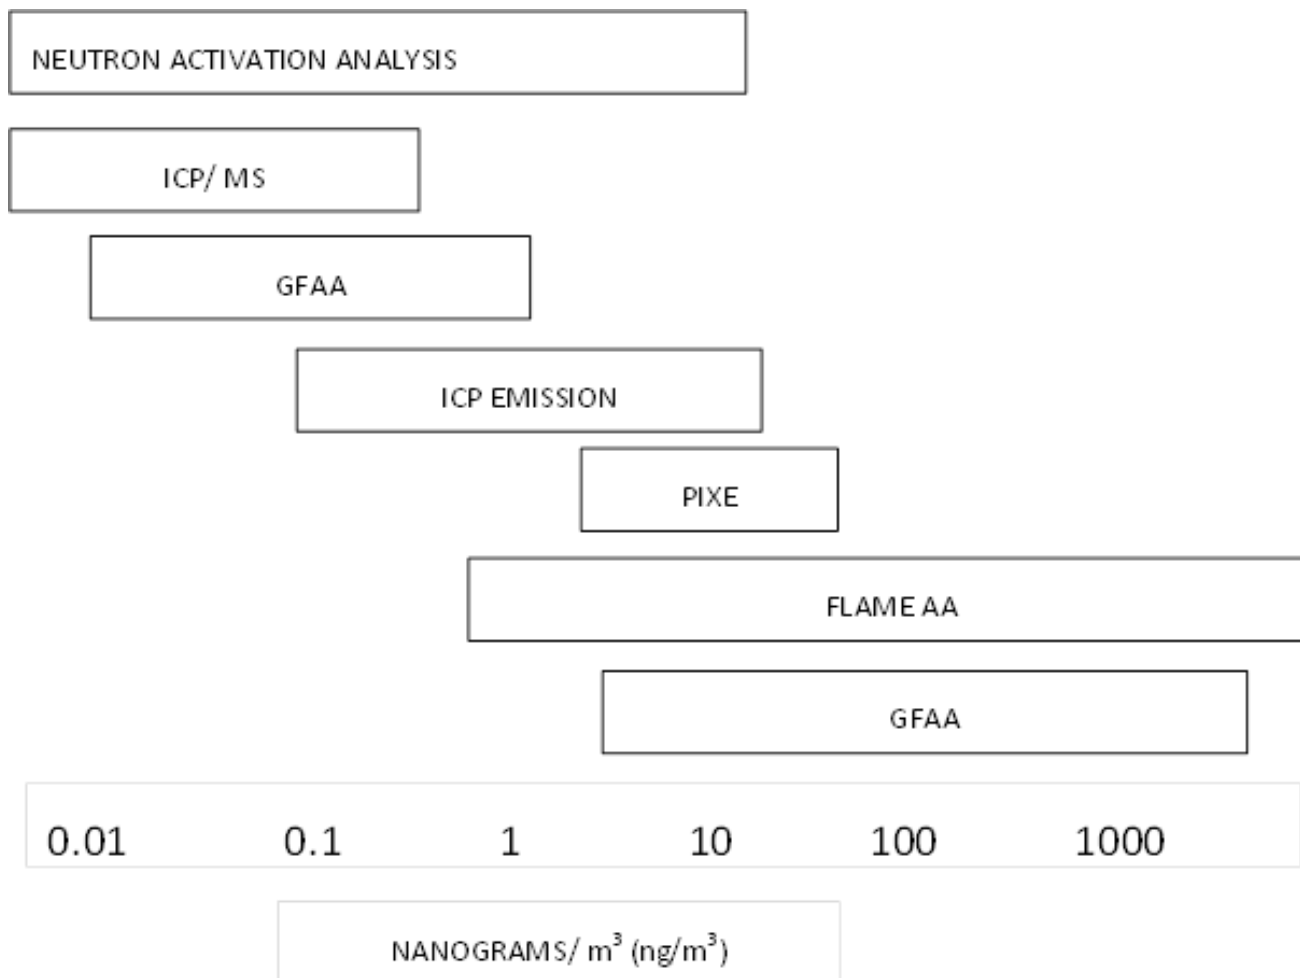 NEUTRON ACTIVATION ANALYSIS
ICP/ MS
GFAA
ICP EMISSION
PIXE
FLAME AA
GFAA
0.01 0.1 1 10 100 1000
NANOGRAMS/ m³ (ng/m³)